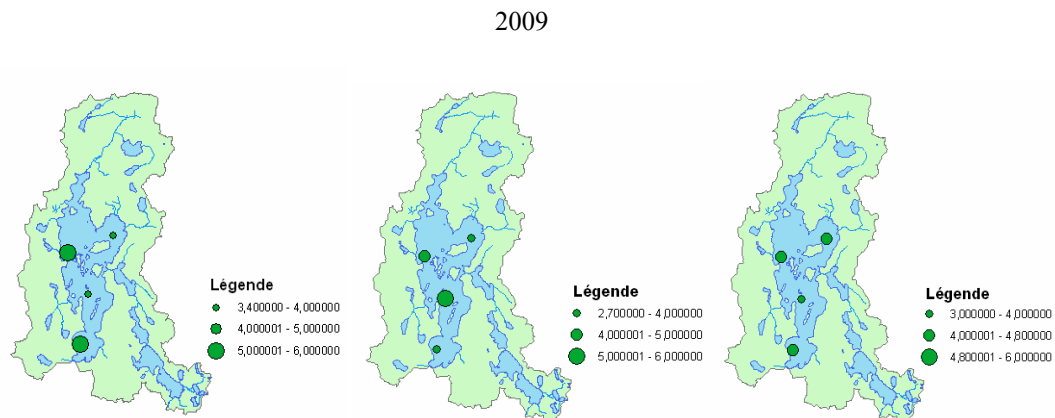 2009
Légende
3,400000 - 4,000000
4,000001 - 5,000000
5,000001 - 6,000000
Légende
2,700000 - 4,000000
4,000001 - 5,000000
5,000001 - 6,000000
Légende
3,000000 - 4,000000
4,000001 - 4,800000
4,800001 - 6,000000